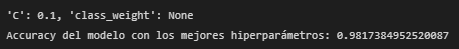 'C': 0.1, 'class_weight': None
Accuracy del modelo con los mejores hiperparámetros: 0.9817384952520087